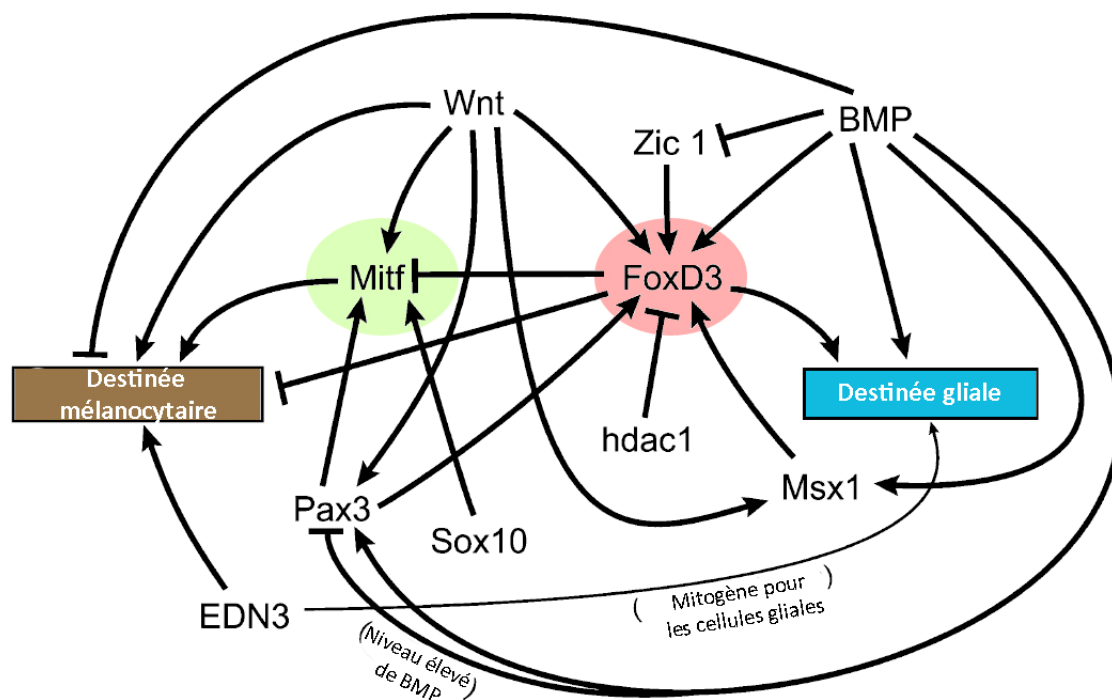 Wnt
BMP
Zic 1
Mitf
FoxD3
Destinée
mélanocytaire
Destinée gliale
hdac1
Msx1
Pax3
Sox10
EDN3
( Mitogène pour )
les cellules gliales
(Niveau élevé)
de BMP